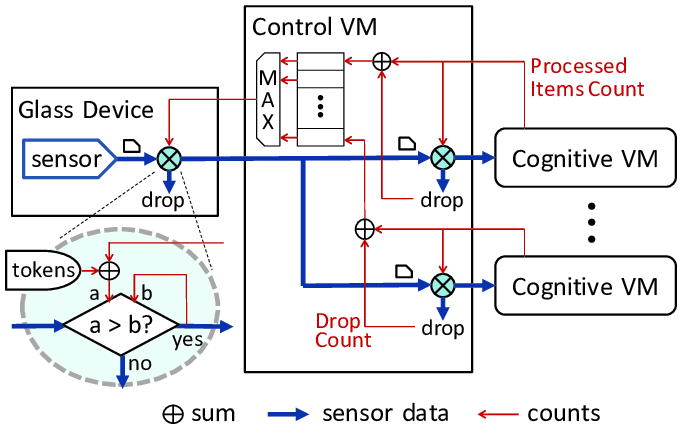 Control VM
Glass Device
sensor
drop
M
A
X
Processed
Items Count
Cognitive VM
drop
Cognitive VM
drop
Drop
Count
tokens
a
b
a > b?
yes
no
sum
sensor data
counts